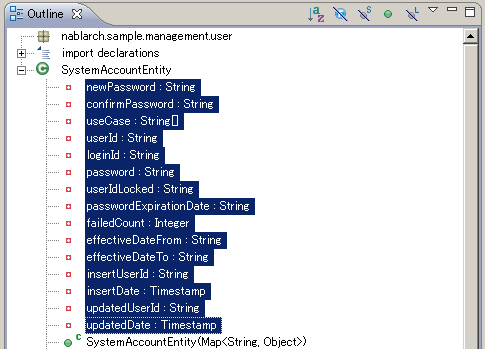 Outline
nablarch.sample.management.user
import declarations
SystemAccountEntity
newPassword : String
confirmPassword : String
useCase : String[]
userId : String
loginId : String
password : String
userIdLocked : String
passwordExpirationDate : String
failedCount : Integer
effectiveDateFrom : String
effectiveDateTo : String
insertUserId : String
insertDate : Timestamp
updatedUserId : String
updatedDate : Timestamp
SystemAccountEntity(Map<String, Object>)